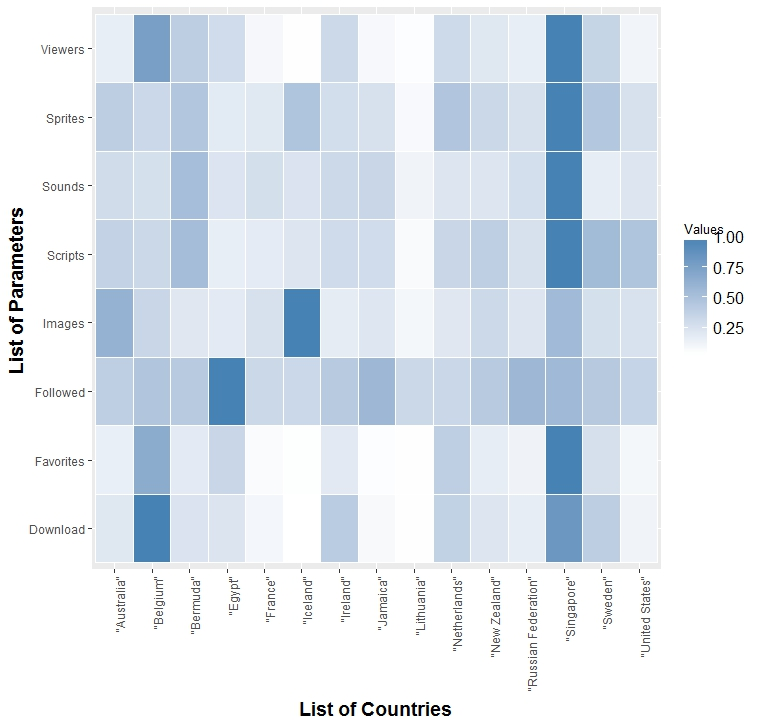 Viewers
Sprites
Sounds
Scripts
Images
Followed
Favorites
Download
List of Parameters
"Australia"
"Belgium"
"Bermuda"
"Egypt"
"France"
"Iceland"
"Ireland"
"Jamaica"
"Lithuania"
"Netherlands"
"New Zealand"
"Russian Federation"
"Singapore"
"Sweden"
"United States"
List of Countries
Values
1.00
0.75
0.50
0.25